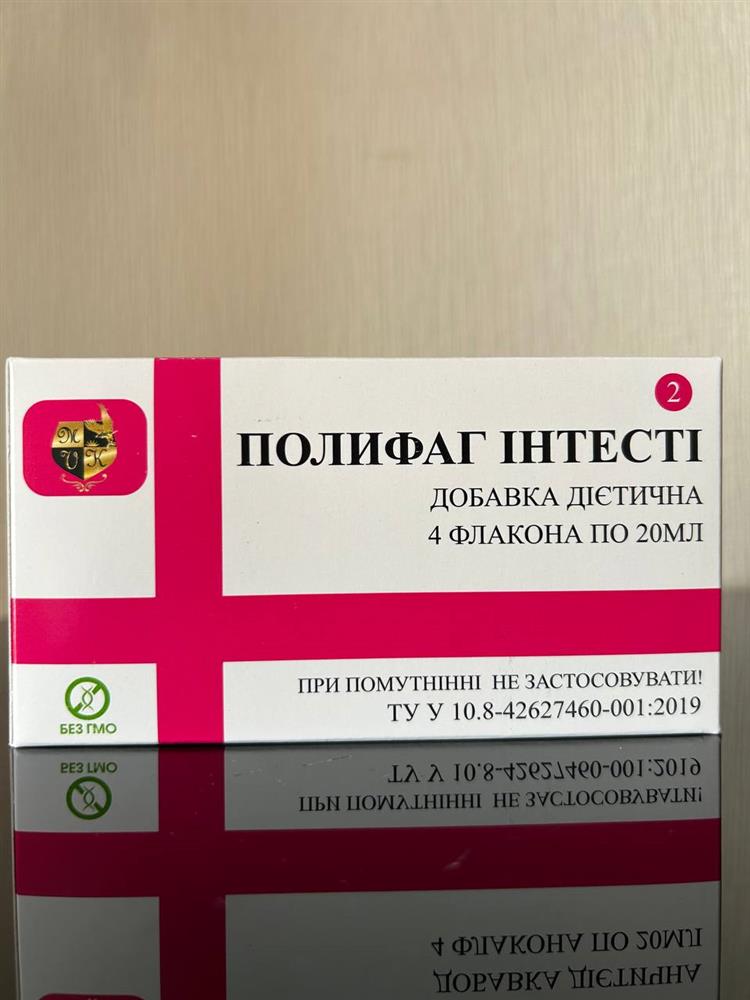 2
M
V K
ПОЛИФАГ ІНТЕСТІ
ДОБАВКА ДІЄТИЧНА
4 ФЛАКОНА ПО 20МЛ
ПРИ ПОМУТНІННІ НЕ ЗАСТОСОВУВАТИ!
ТУ У 10.8-42627460-001:2019
БЕЗ ГМО